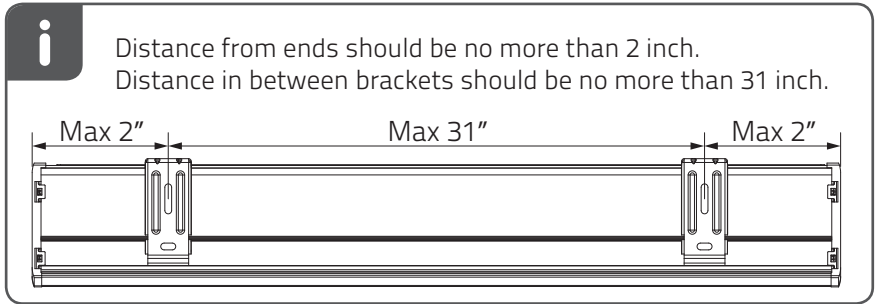 i
Distance from ends should be no more than 2 inch.
Distance in between brackets should be no more than 31 inch.
Max 2″ Max 31″ Max 2″